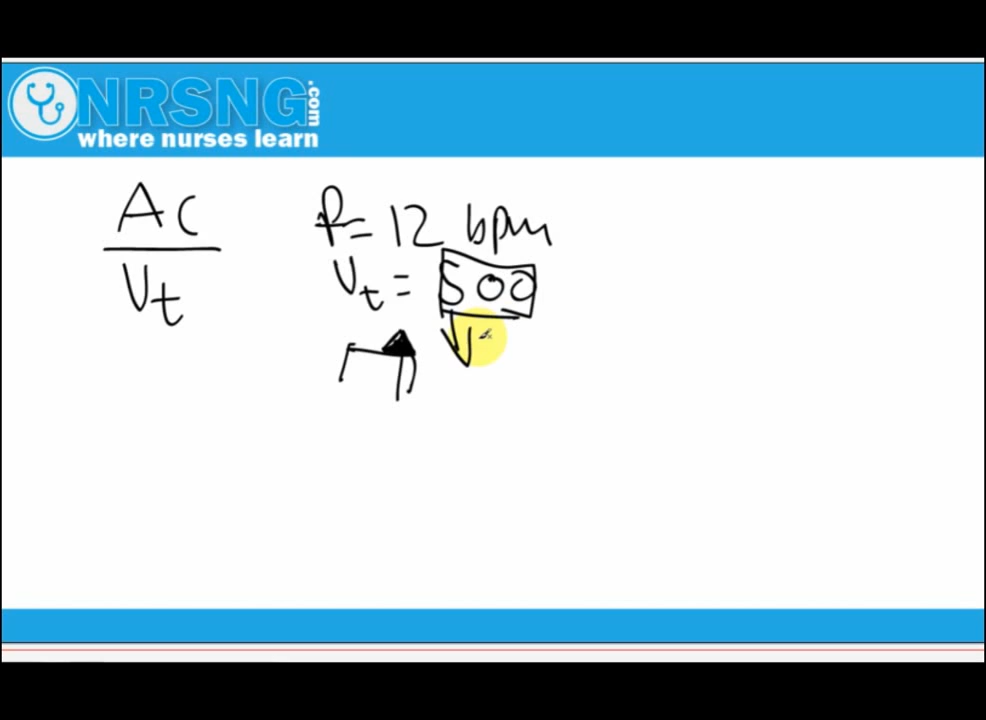 NRSNG.com
where nurses learn
AC
Vt
f= 12 bpm
Vt = 500